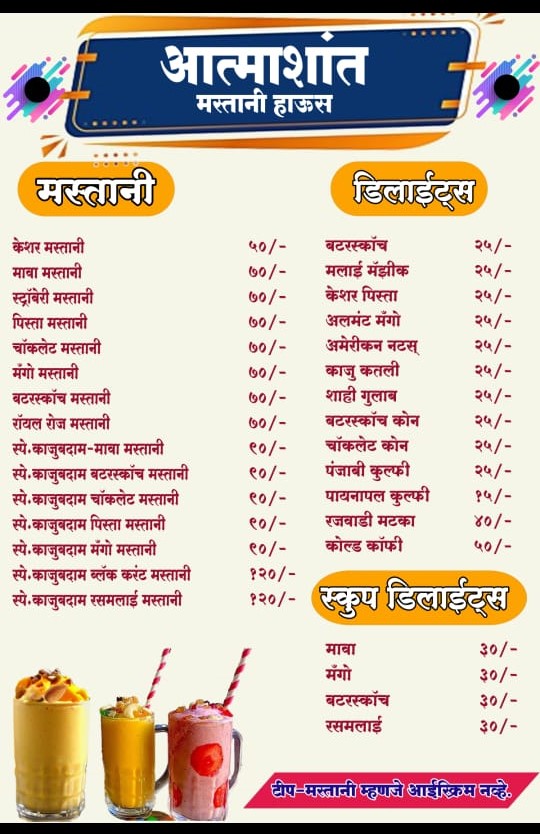 आत्माशांत
मस्तानी हाऊस
मस्तानी
केशर मस्तानी ५०/-
मावा मस्तानी ७०/-
स्ट्रॉबेरी मस्तानी ७०/-
पिस्ता मस्तानी ७०/-
चॉकलेट मस्तानी ७०/-
मँगो मस्तानी ७०/-
बटरस्कॉच मस्तानी ७०/-
रॉयल रोज मस्तानी ७०/-
स्पे.काजुबदाम-मावा मस्तानी ९०/-
स्पे.काजुबदाम बटरस्कॉच मस्तानी ९०/-
स्पे.काजुबदाम चॉकलेट मस्तानी ९०/-
स्पे.काजुबदाम पिस्ता मस्तानी ९०/-
स्पे.काजुबदाम मँगो मस्तानी ९०/-
स्पे.काजुबदाम ब्लॅक करंट मस्तानी १२०/-
स्पे.काजुबदाम रसमलाई मस्तानी १२०/-
डिलाईट्स
बटरस्कॉच २५/-
मलाई मॅझीक २५/-
केशर पिस्ता २५/-
अलमंट मँगो २५/-
अमेरीकन नटस् २५/-
काजु कतली २५/-
शाही गुलाब २५/-
बटरस्कॉच कोन २५/-
चॉकलेट कोन २५/-
पंजाबी कुल्फी २५/-
पायनापल कुल्फी १५/-
रजवाडी मटका ४०/-
कोल्ड कॉफी ५०/-
स्कुप डिलाईट्स
मावा ३०/-
मँगो ३०/-
बटरस्कॉच ३०/-
रसमलाई ३०/-
टीप-मस्तानी म्हणजे आईस्क्रिम नव्हे.